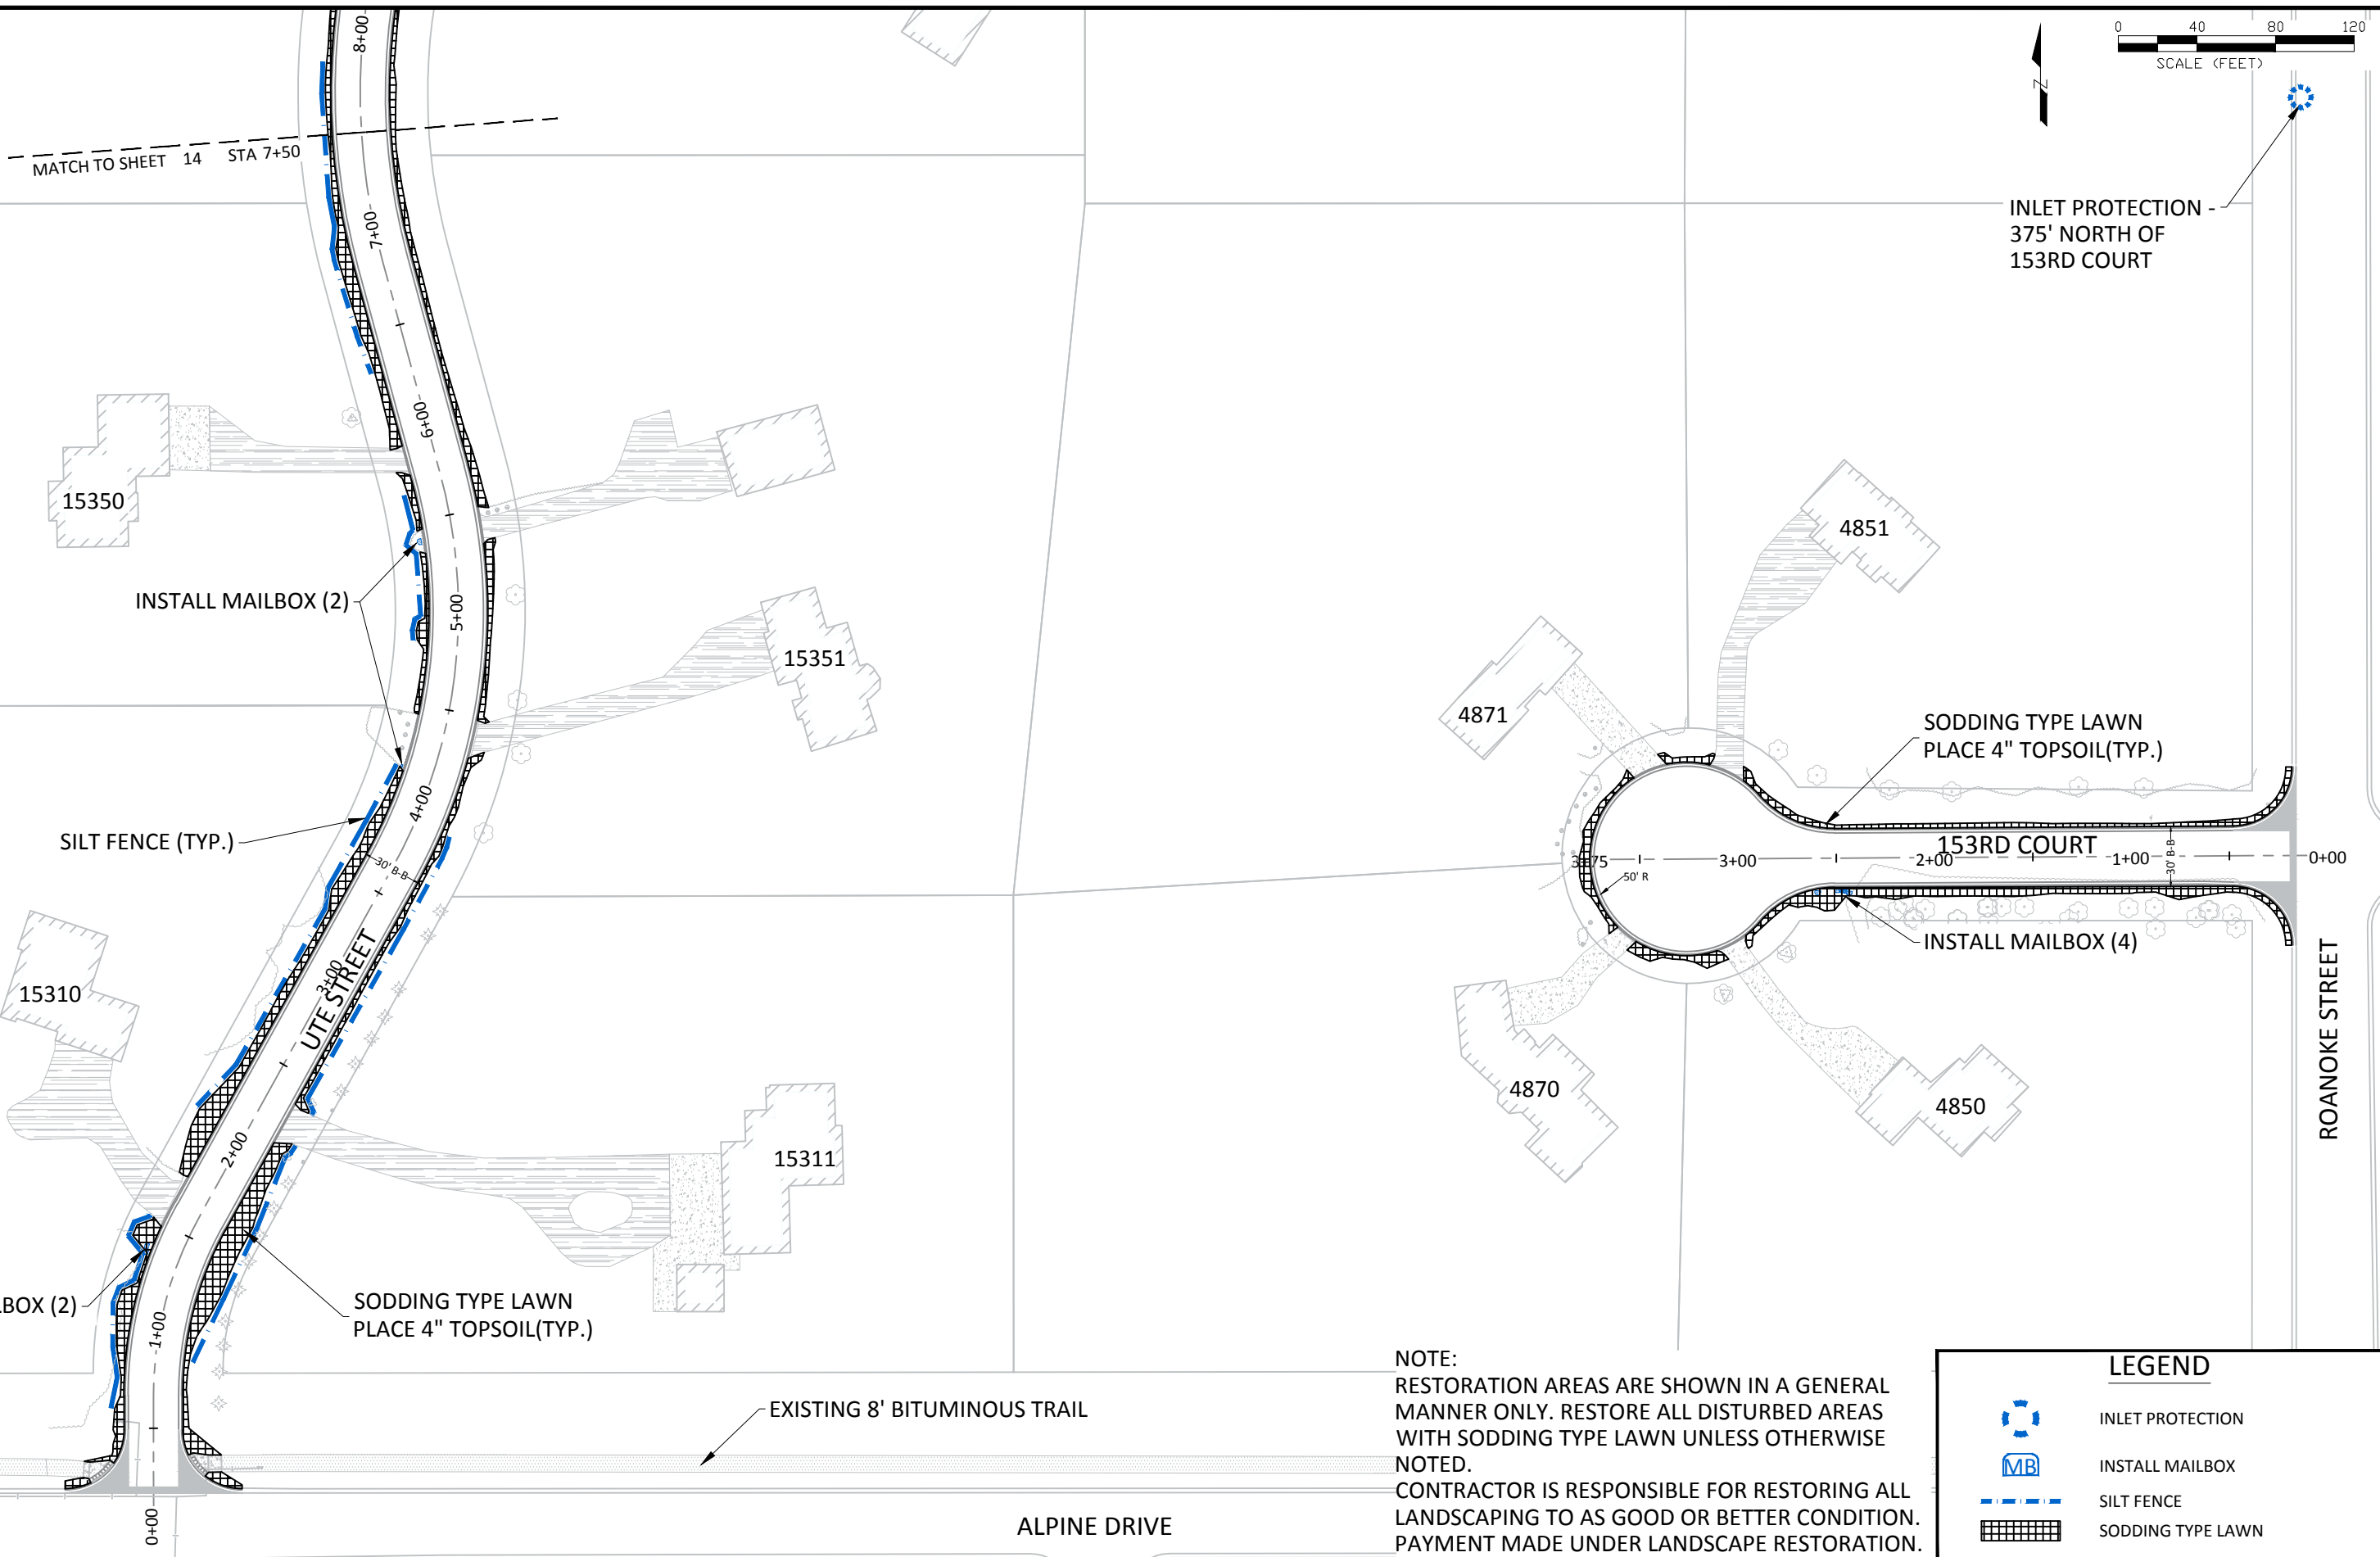 8+00
0 40 80 120
SCALE (FEET)
N
MATCH TO SHEET 14 STA 7+50
INLET PROTECTION -
375' NORTH OF
153RD COURT
7+00
6+00
15350
4851
INSTALL MAILBOX (2)
5+00
15351
4871
SODDING TYPE LAWN
PLACE 4" TOPSOIL(TYP.)
4+00
SILT FENCE (TYP.)
30' B-B
153RD COURT
75
3+00
2+00
1+00
30' B-B
0+00
50' R
INSTALL MAILBOX (4)
ROANOKE STREET
UTE STREET
3+00
15310
4870
4850
2+00
15311
BOX (2)
1+00
SODDING TYPE LAWN
PLACE 4" TOPSOIL(TYP.)
EXISTING 8' BITUMINOUS TRAIL
0+00
ALPINE DRIVE
NOTE:
RESTORATION AREAS ARE SHOWN IN A GENERAL
MANNER ONLY. RESTORE ALL DISTURBED AREAS
WITH SODDING TYPE LAWN UNLESS OTHERWISE
NOTED.
CONTRACTOR IS RESPONSIBLE FOR RESTORING ALL
LANDSCAPING TO AS GOOD OR BETTER CONDITION.
PAYMENT MADE UNDER LANDSCAPE RESTORATION.
LEGEND
INLET PROTECTION
MB INSTALL MAILBOX
SILT FENCE
SODDING TYPE LAWN